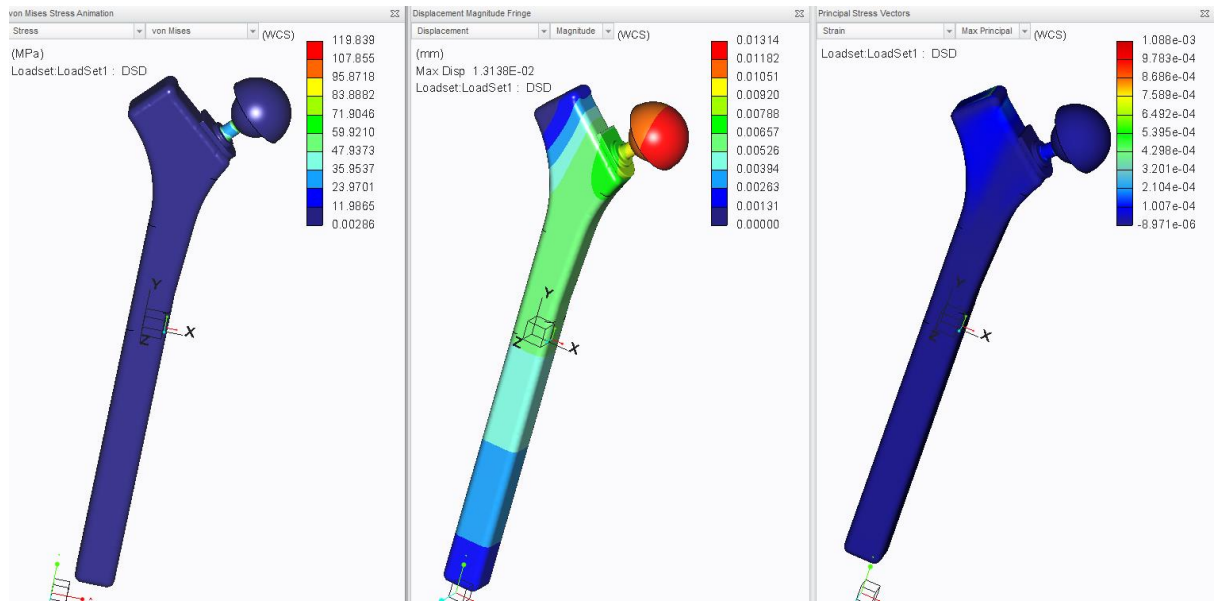 von Mises Stress Animation
Stress von Mises (WCS)
(MPa)
Loadset:LoadSet1 : DSD
119.839
107.855
95.8718
83.8882
71.9046
59.9210
47.9373
35.9537
23.9701
11.9865
0.00286
Y
Z
X
Displacement Magnitude Fringe
Displacement Magnitude (WCS)
(mm)
Max Disp 1.3138E-02
Loadset:LoadSet1 : DSD
0.01314
0.01182
0.01051
0.00920
0.00788
0.00657
0.00526
0.00394
0.00263
0.00131
0.00000
Y
Z
X
Principal Stress Vectors
Strain Max Principal (WCS)
Loadset:LoadSet1 : DSD
1.088e-03
9.783e-04
8.686e-04
7.589e-04
6.492e-04
5.395e-04
4.298e-04
3.201e-04
2.104e-04
1.007e-04
-8.971e-06
Y
Z
X